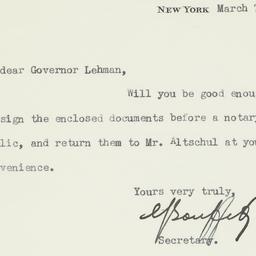 NEW YORK March
dear Governor Lehman,
Will you be good enou
sign the enclosed documents before a notary
lic, and return them to Mr. Altschul at you
venience.
Yours very truly,
Secretary.